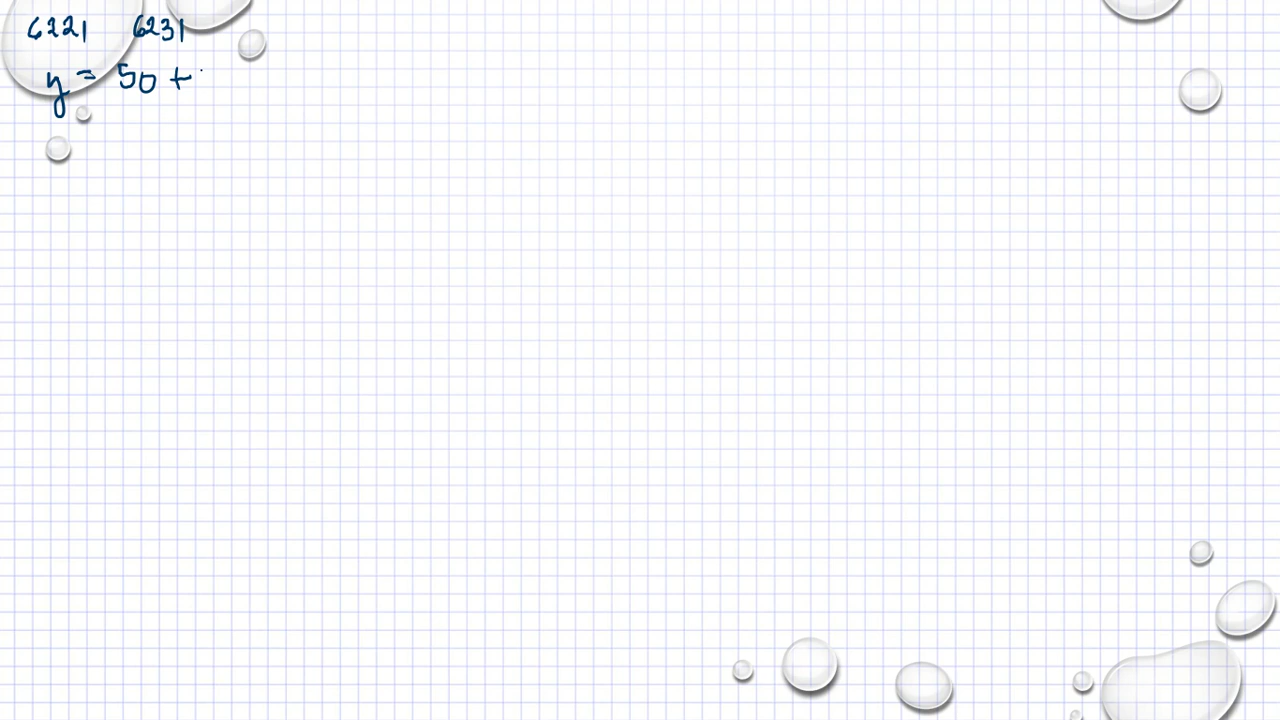 6221 6231
y = 50 +